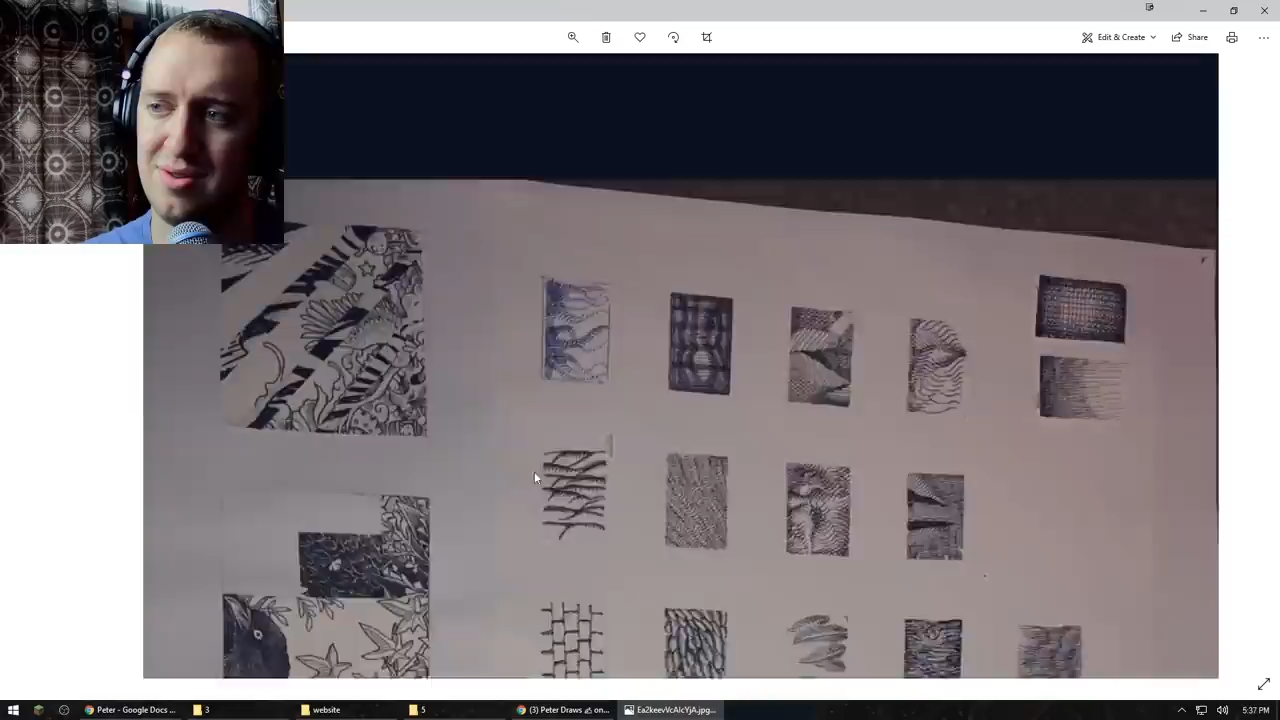 Edit & Create
Share
Peter - Google Docs ...
3
website
5
(3) Peter Draws on...
Ea2keevVcAIcYjA.jpg...
5:37 PM